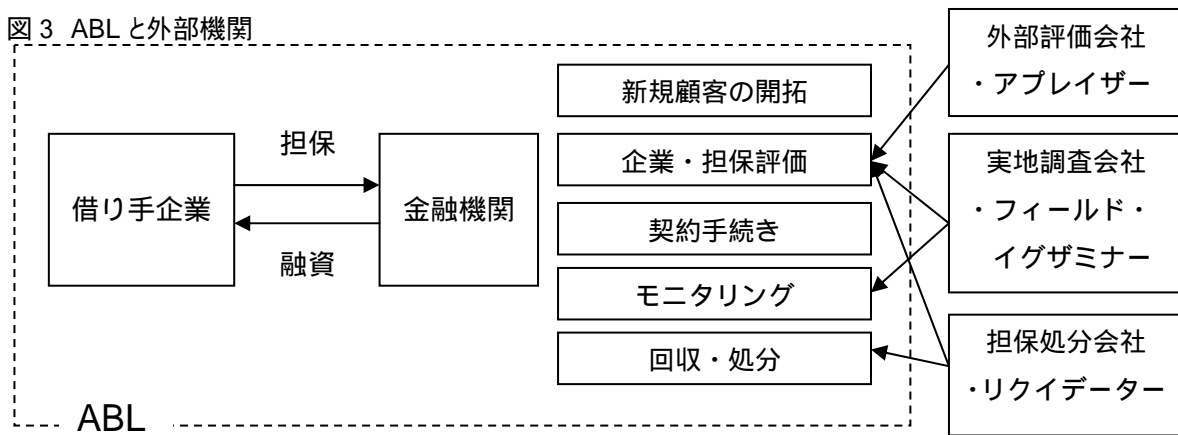 図 3 ABL と外部機関
借り手企業
担保
融資
金融機関
新規顧客の開拓
企業・担保評価
契約手続き
モニタリング
回収・処分
ABL
外部評価会社
・アプレイザー
実地調査会社
・フィールド・
イグザミナー
担保処分会社
・リクイデーター